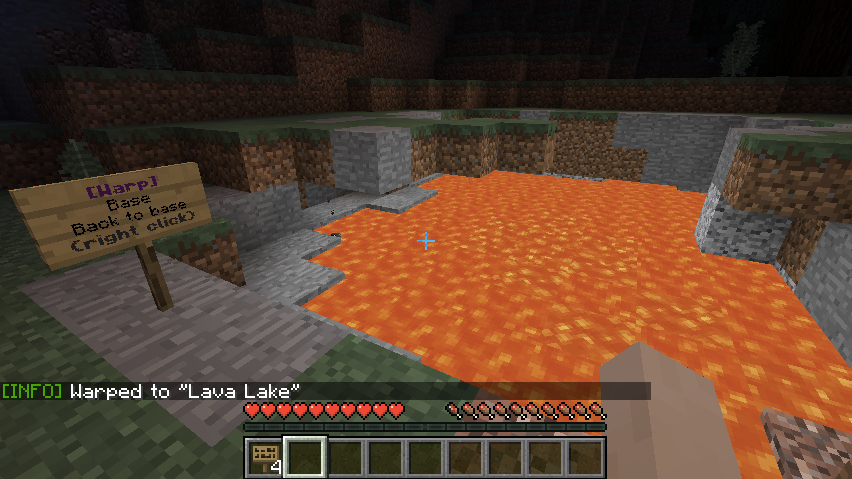 [Warp]
Base
Back to base
(right click)
[INFO] Warped to "Lava Lake"
4